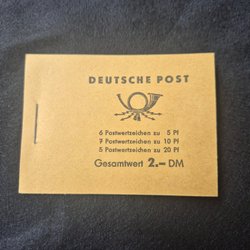 DEUTSCHE POST
6 Postwertzeichen zu 5 Pf
7 Postwertzeichen zu 10 Pf
5 Postwertzeichen zu 20 Pf
Gesamtwert 2.– DM